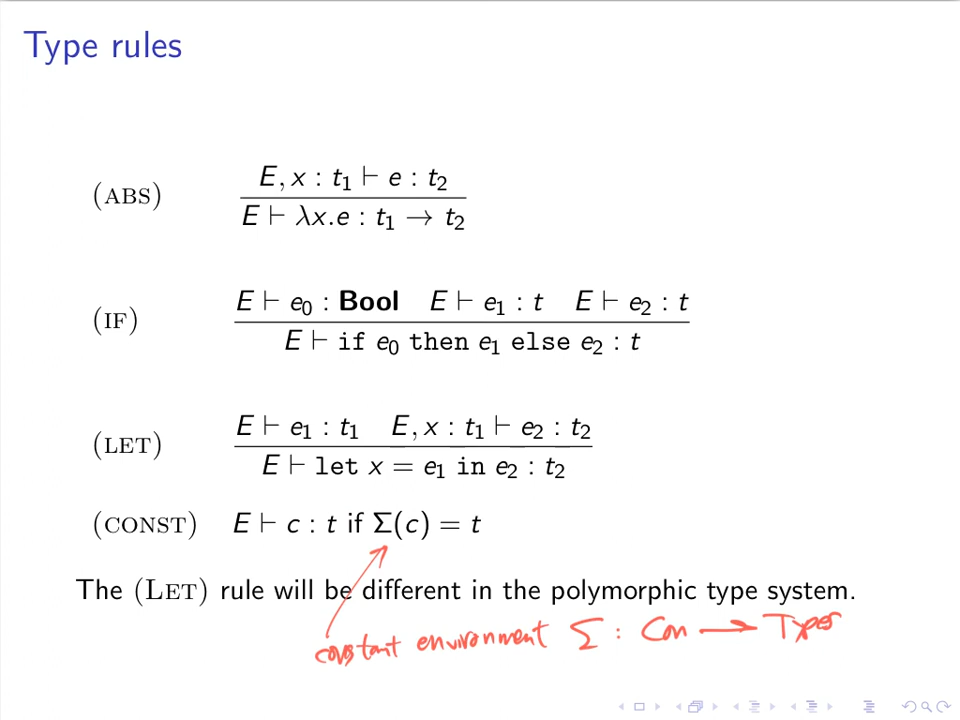 Type rules
E, x : t₁ ⊢ e : t₂
(ABS)
E ⊢ λx.e : t₁ → t₂
E ⊢ e₀ : Bool E ⊢ e₁ : t E ⊢ e₂ : t
(IF)
E ⊢ if e₀ then e₁ else e₂ : t
E ⊢ e₁ : t₁ E, x : t₁ ⊢ e₂ : t₂
(LET)
E ⊢ let x = e₁ in e₂ : t₂
(CONST) E ⊢ c : t if Σ(c) = t
The (LET) rule will be different in the polymorphic type system.
constant environment Σ : Con → Types